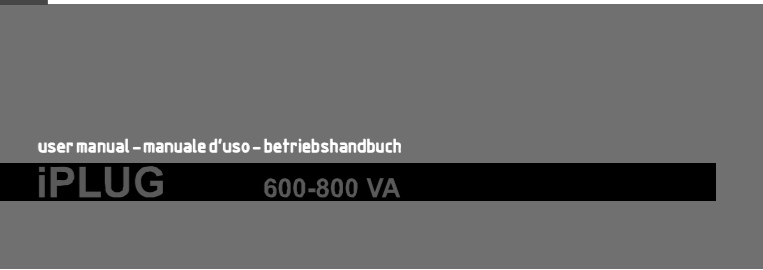 user manual – manuale d'uso – betriebshandbuch
iPLUG 600-800 VA